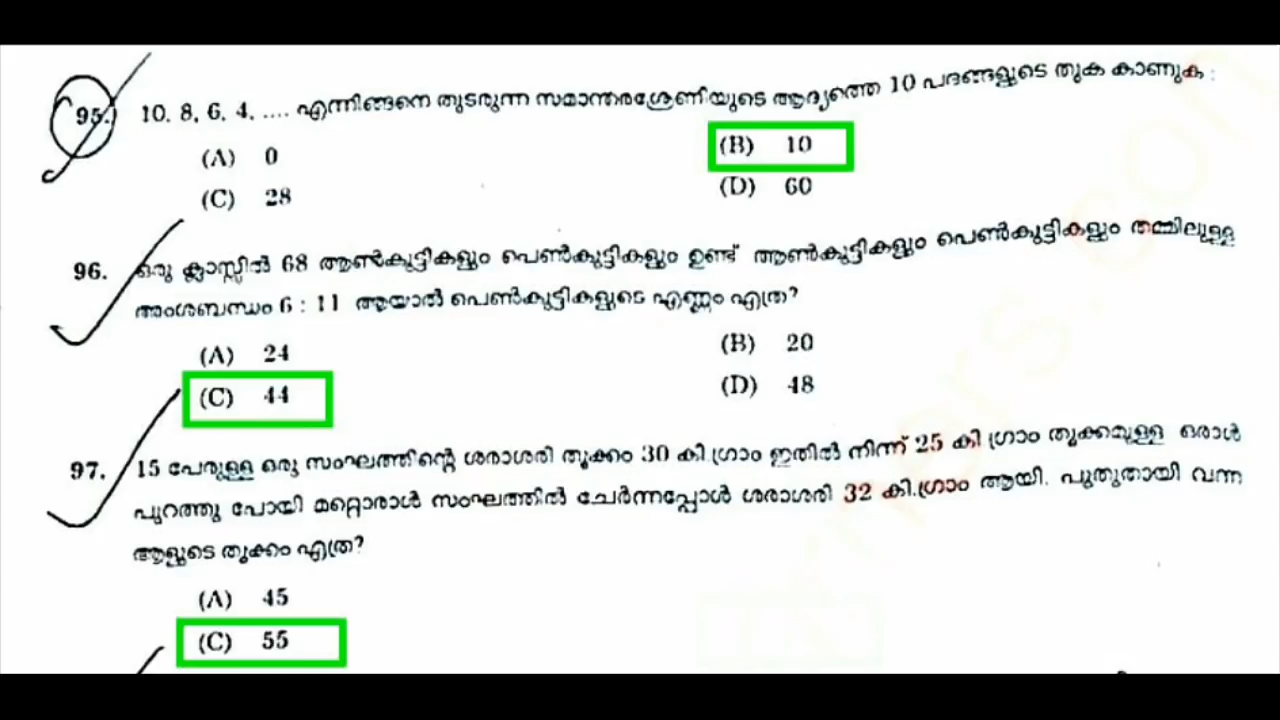 95. 10, 8, 6, 4, .... എന്നിങ്ങനെ തുടരുന്ന സമാന്തരശ്രേണിയുടെ ആദ്യത്തെ 10 പദങ്ങളുടെ തുക കാണുക :
(A) 0 (B) 10
(C) 28 (D) 60
96. ഒരു ക്ലാസ്സിൽ 68 ആൺകുട്ടികളും പെൺകുട്ടികളും ഉണ്ട് ആൺകുട്ടികളും പെൺകുട്ടികളും തമ്മിലുള്ള
അംശബന്ധം 6 : 11 ആയാൽ പെൺകുട്ടികളുടെ എണ്ണം എത്ര?
(A) 24 (B) 20
(C) 44 (D) 48
97. 15 പേരുള്ള ഒരു സംഘത്തിന്റെ ശരാശരി തൂക്കം 30 കി.ഗ്രാം ഇതിൽ നിന്ന് 25 കി ഗ്രാം തൂക്കമുള്ള ഒരാൾ
പുറത്തു പോയി മറ്റൊരാൾ സംഘത്തിൽ ചേർന്നപ്പോൾ ശരാശരി 32 കി.ഗ്രാം ആയി. പുതുതായി വന്ന
ആളുടെ തൂക്കം എത്ര?
(A) 45
(C) 55